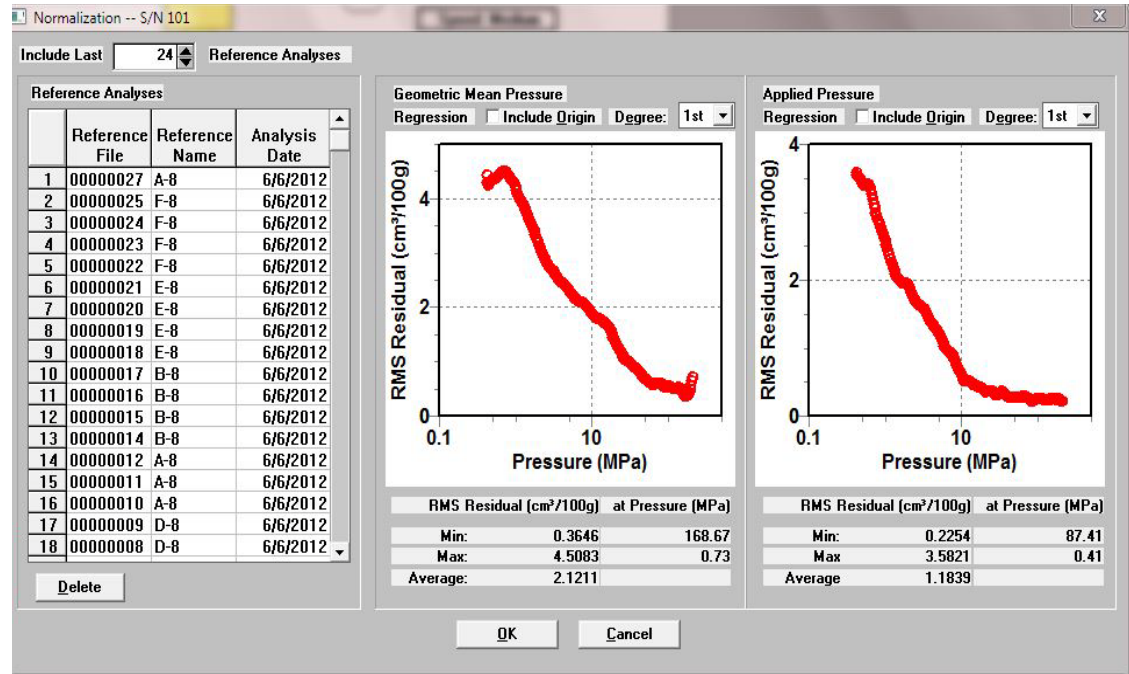 Normalization -- S/N 101
Speed Median
Include Last 24 Reference Analyses
Reference Analyses
Reference File Reference Name Analysis Date
1 00000027 A-8 6/6/2012
2 00000025 F-8 6/6/2012
3 00000024 F-8 6/6/2012
4 00000023 F-8 6/6/2012
5 00000022 F-8 6/6/2012
6 00000021 E-8 6/6/2012
7 00000020 E-8 6/6/2012
8 00000019 E-8 6/6/2012
9 00000018 E-8 6/6/2012
10 00000017 B-8 6/6/2012
11 00000016 B-8 6/6/2012
12 00000015 B-8 6/6/2012
13 00000014 B-8 6/6/2012
14 00000012 A-8 6/6/2012
15 00000011 A-8 6/6/2012
16 00000010 A-8 6/6/2012
17 00000009 D-8 6/6/2012
18 00000008 D-8 6/6/2012
Delete
Geometric Mean Pressure
Regression Include Origin Degree: 1st
RMS Residual (cm³/100g)
4
2
0
0.1 10
Pressure (MPa)
RMS Residual (cm³/100g) at Pressure (MPa)
Min: 0.3646 168.67
Max: 4.5083 0.73
Average: 2.1211
Applied Pressure
Regression Include Origin Degree: 1st
RMS Residual (cm³/100g)
4
2
0
0.1 10
Pressure (MPa)
RMS Residual (cm³/100g) at Pressure (MPa)
Min: 0.2254 87.41
Max 3.5821 0.41
Average 1.1839
OK Cancel